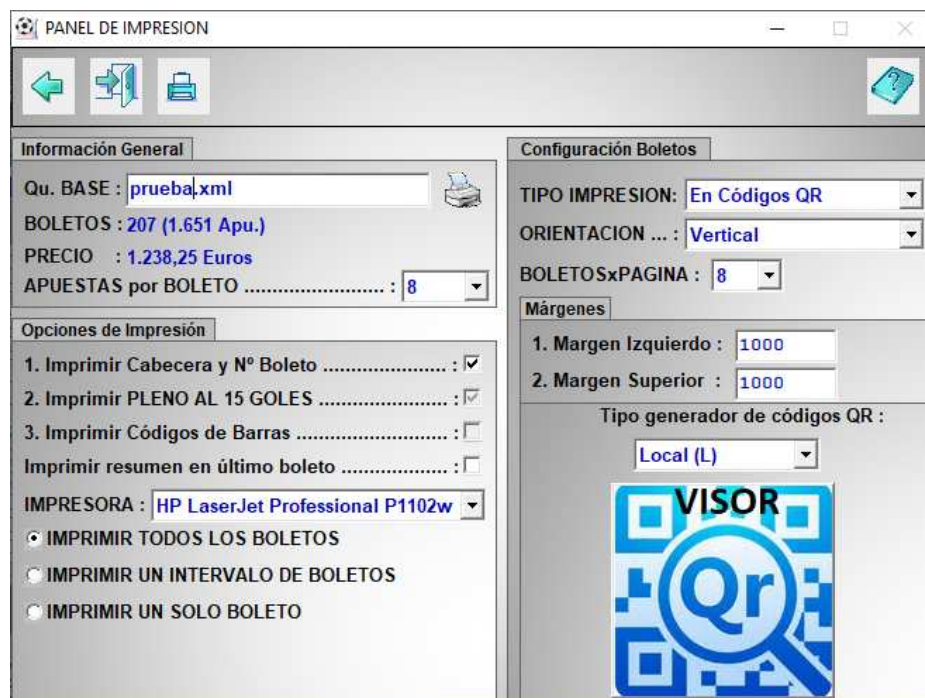 PANEL DE IMPRESION
Información General
Qu. BASE : prueba.xml
BOLETOS : 207 (1.651 Apu.)
PRECIO : 1.238,25 Euros
APUESTAS por BOLETO ........................ : 8
Opciones de Impresión
1. Imprimir Cabecera y Nº Boleto ..................... :
2. Imprimir PLENO AL 15 GOLES ...................... :
3. Imprimir Códigos de Barras .......................... :
Imprimir resumen en último boleto .................. :
IMPRESORA : HP LaserJet Professional P1102w
IMPRIMIR TODOS LOS BOLETOS
IMPRIMIR UN INTERVALO DE BOLETOS
IMPRIMIR UN SOLO BOLETO
Configuración Boletos
TIPO IMPRESION: En Códigos QR
ORIENTACION ... : Vertical
BOLETOSxPAGINA : 8
Márgenes
1. Margen Izquierdo : 1000
2. Margen Superior : 1000
Tipo generador de códigos QR :
Local (L)
VISOR
Qr